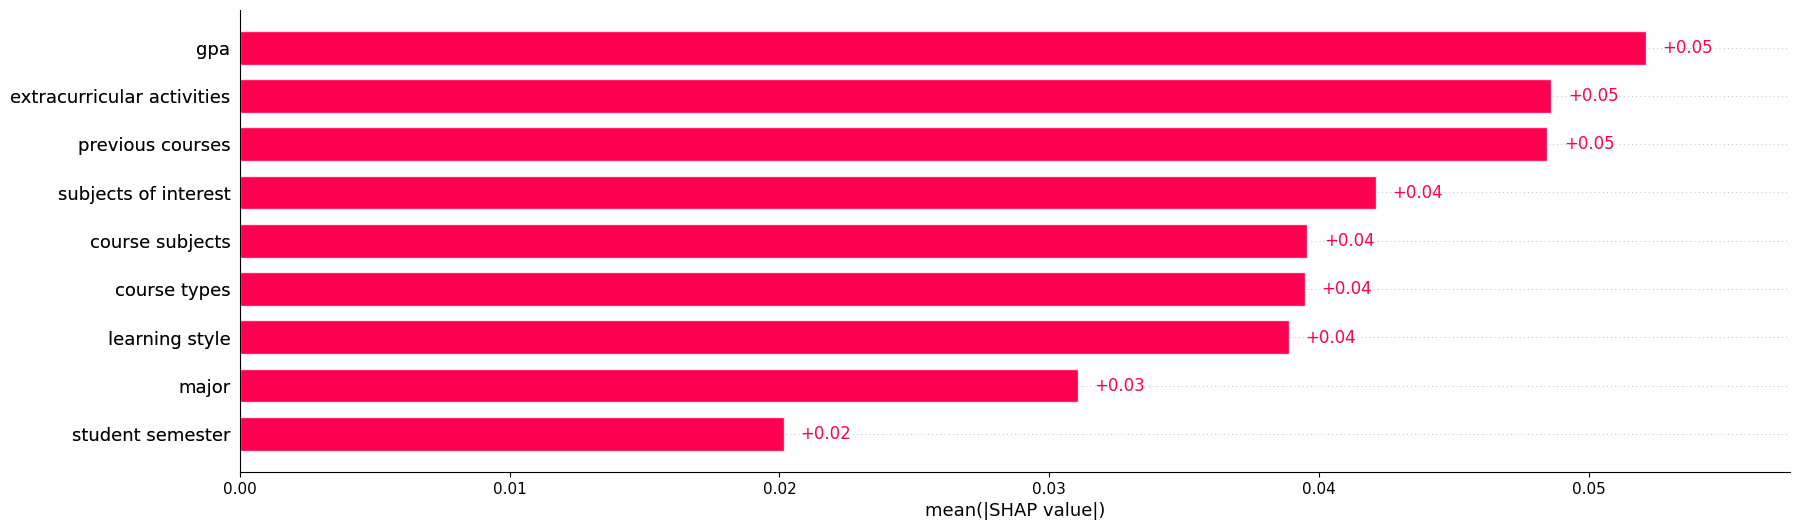 gpa +0.05
extracurricular activities +0.05
previous courses +0.05
subjects of interest +0.04
course subjects +0.04
course types +0.04
learning style +0.04
major +0.03
student semester +0.02
0.00 0.01 0.02 0.03 0.04 0.05
mean(|SHAP value|)